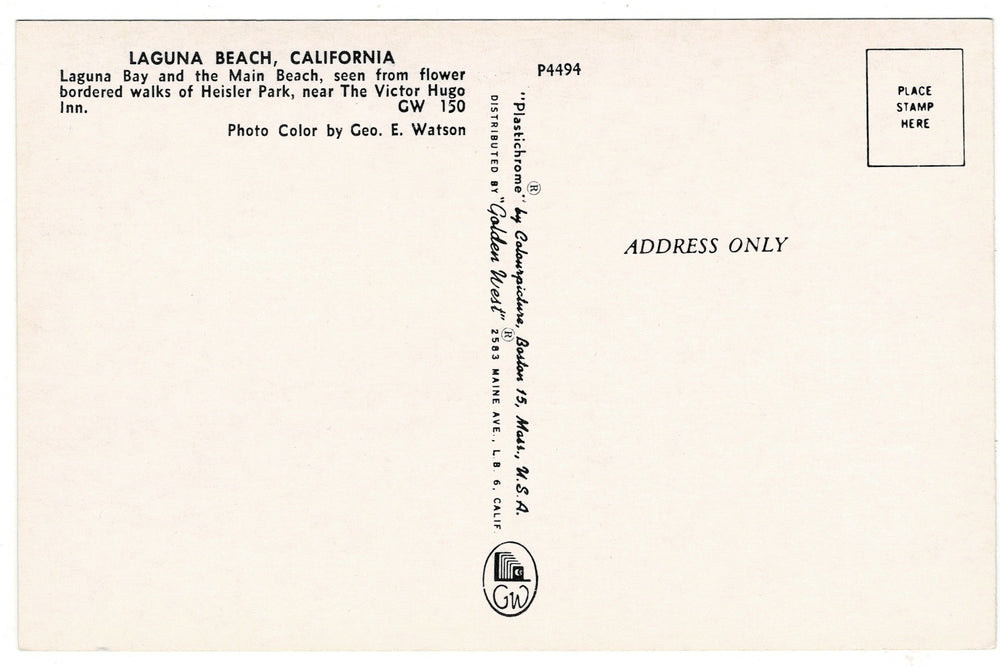 LAGUNA BEACH, CALIFORNIA
Laguna Bay and the Main Beach, seen from flower
bordered walks of Heisler Park, near The Victor Hugo
Inn. GW 150
Photo Color by Geo. E. Watson
P4494
"Plastichrome" ® by Colourpicture, Boston 15, Mass., U.S.A.
DISTRIBUTED BY "Golden West" ® 2583 MAINE AVE., L.B. 6, CALIF.
GW
PLACE
STAMP
HERE
ADDRESS ONLY